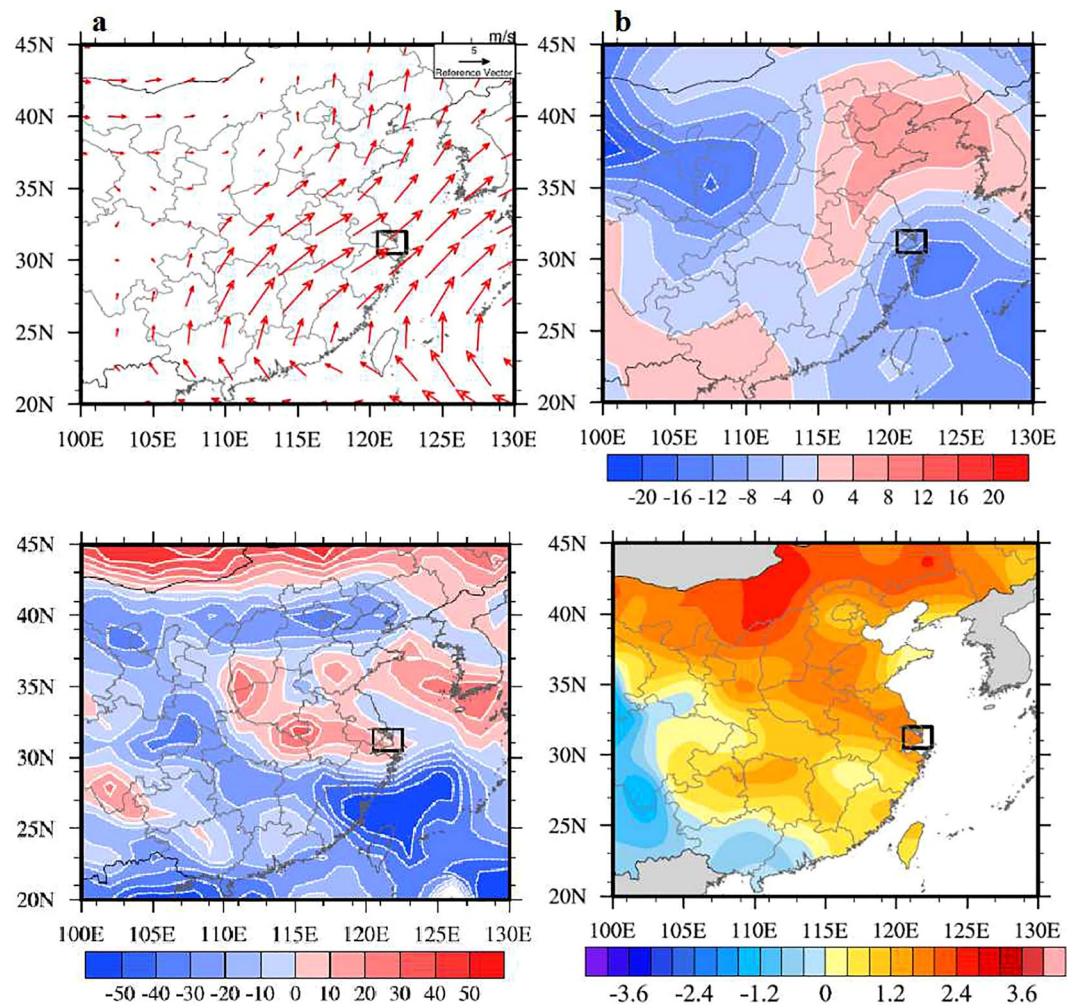 a
b
m/s
5
Reference Vector
45N
40N
35N
30N
25N
20N
100E 105E 110E 115E 120E 125E 130E
45N
40N
35N
30N
25N
20N
100E 105E 110E 115E 120E 125E 130E
-20 -16 -12 -8 -4 0 4 8 12 16 20
45N
40N
35N
30N
25N
20N
100E 105E 110E 115E 120E 125E 130E
-50 -40 -30 -20 -10 0 10 20 30 40 50
45N
40N
35N
30N
25N
20N
100E 105E 110E 115E 120E 125E 130E
-3.6 -2.4 -1.2 0 1.2 2.4 3.6